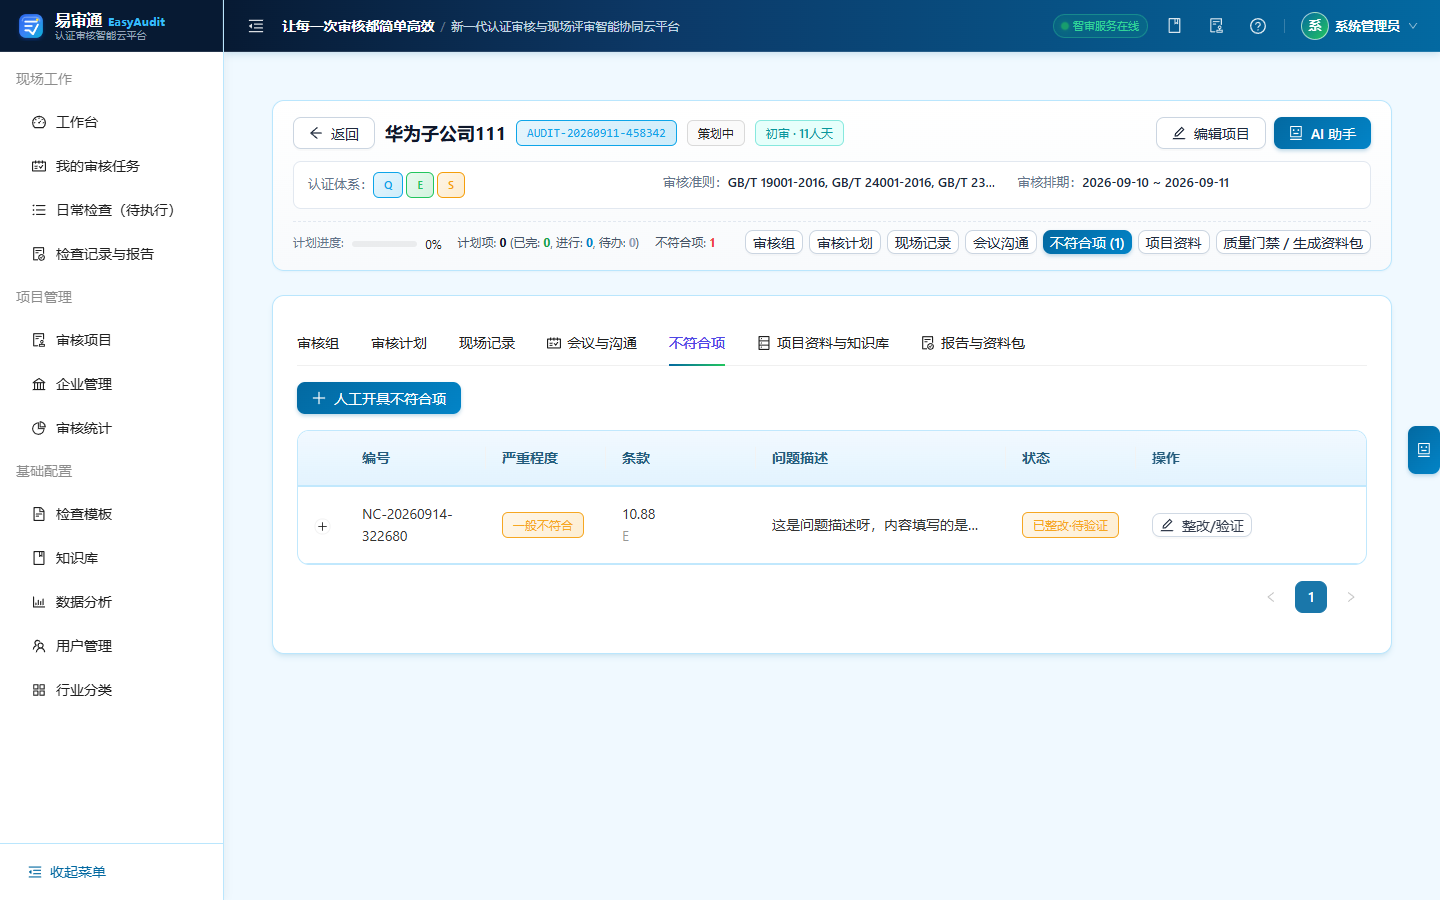 易审通 EasyAudit
认证审核智能云平台
让每一次审核都简单高效 / 新一代认证审核与现场评审智能协同云平台
智审服务在线
系 系统管理员
现场工作
工作台
我的审核任务
日常检查（待执行）
检查记录与报告
项目管理
审核项目
企业管理
审核统计
基础配置
检查模板
知识库
数据分析
用户管理
行业分类
收起菜单
返回 华为子公司111 AUDIT-20260911-458342 策划中 初审 · 11人天 编辑项目 AI 助手
认证体系： Q E S 审核准则： GB/T 19001-2016, GB/T 24001-2016, GB/T 23... 审核排期： 2026-09-10 ~ 2026-09-11
计划进度: 0% 计划项: 0 (已完: 0, 进行: 0, 待办: 0) 不符合项: 1 审核组 审核计划 现场记录 会议沟通 不符合项 (1) 项目资料 质量门禁 / 生成资料包
审核组 审核计划 现场记录 会议与沟通 不符合项 项目资料与知识库 报告与资料包
人工开具不符合项
编号 严重程度 条款 问题描述 状态 操作
NC-20260914-322680 一般不符合 10.88 E 这是问题描述呀，内容填写的是... 已整改·待验证 整改/验证
1